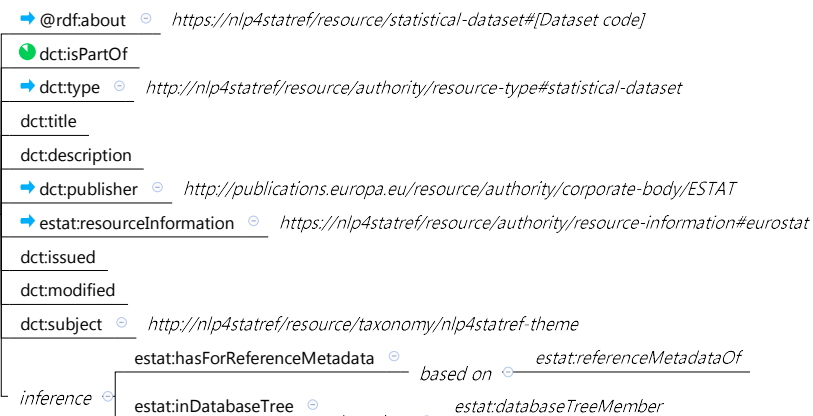 @rdf:about https://nlp4statref/resource/statistical-dataset#[Dataset code]
dct:isPartOf
dct:type http://nlp4statref/resource/authority/resource-type#statistical-dataset
dct:title
dct:description
dct:publisher http://publications.europa.eu/resource/authority/corporate-body/ESTAT
estat:resourceInformation https://nlp4statref/resource/authority/resource-information#eurostat
dct:issued
dct:modified
dct:subject http://nlp4statref/resource/taxonomy/nlp4statref-theme
estat:hasForReferenceMetadata based on estat:referenceMetadataOf
inference
estat:inDatabaseTree estat:databaseTreeMember